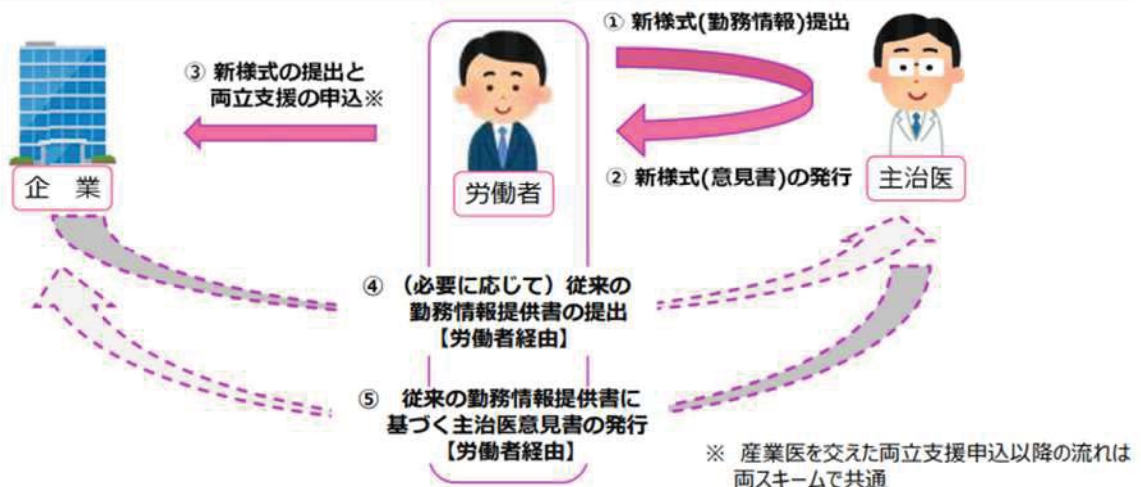 ① 新様式(勤務情報)提出
③ 新様式の提出と
両立支援の申込※
企　業
労働者
② 新様式(意見書)の発行
主治医
④ （必要に応じて）従来の
勤務情報提供書の提出
【労働者経由】
⑤ 従来の勤務情報提供書に
基づく主治医意見書の発行
【労働者経由】
※ 産業医を交えた両立支援申込以降の流れは
両スキームで共通